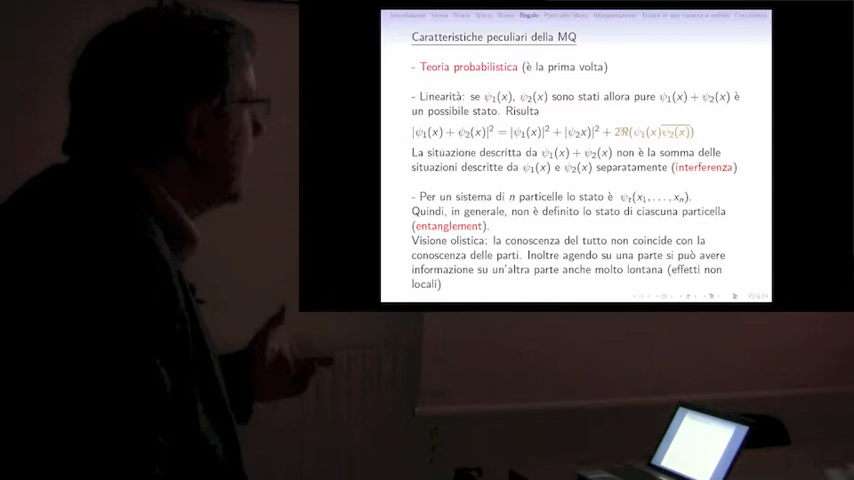 Regole
Caratteristiche peculiari della MQ
- Teoria probabilistica (è la prima volta)
- Linearità: se ψ₁(x), ψ₂(x) sono stati allora pure ψ₁(x) + ψ₂(x) è
un possibile stato. Risulta
|ψ₁(x) + ψ₂(x)|² = |ψ₁(x)|² + |ψ₂x)|² + 2ℜ(ψ₁(x)ψ₂(x)‾)
La situazione descritta da ψ₁(x) + ψ₂(x) non è la somma delle
situazioni descritte da ψ₁(x) e ψ₂(x) separatamente (interferenza)
- Per un sistema di n particelle lo stato è ψₜ(x₁, . . . , xₙ).
Quindi, in generale, non è definito lo stato di ciascuna particella
(entanglement).
Visione olistica: la conoscenza del tutto non coincide con la
conoscenza delle parti. Inoltre agendo su una parte si può avere
informazione su un'altra parte anche molto lontana (effetti non
locali)